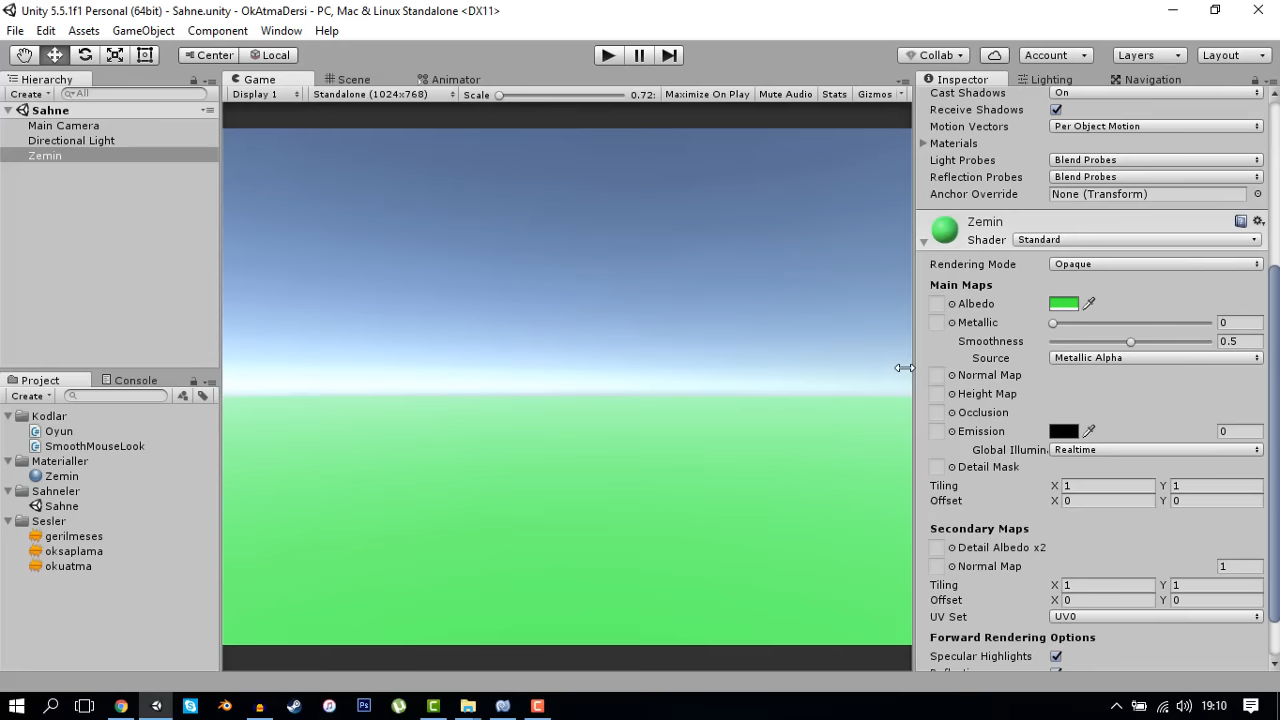 Unity 5.5.1f1 Personal (64bit) - Sahne.unity - OkAtmaDersi - PC, Mac & Linux Standalone <DX11>
File Edit Assets GameObject Component Window Help
Center Local Collab Account Layers Layout
Hierarchy
Create All
Sahne
Main Camera
Directional Light
Zemin
Project Console
Create
Kodlar
Oyun
SmoothMouseLook
Materialler
Zemin
Sahneler
Sahne
Sesler
gerilmeses
oksaplama
okuatma
Game Scene Animator
Display 1 Standalone (1024x768) Scale 0.72: Maximize On Play Mute Audio Stats Gizmos
Inspector Lighting Navigation
Cast Shadows On
Receive Shadows
Motion Vectors Per Object Motion
Materials
Light Probes Blend Probes
Reflection Probes Blend Probes
Anchor Override None (Transform)
Zemin
Shader Standard
Rendering Mode Opaque
Main Maps
Albedo
Metallic 0
Smoothness 0.5
Source Metallic Alpha
Normal Map
Height Map
Occlusion
Emission 0
Global Illumin Realtime
Detail Mask
Tiling X 1 Y 1
Offset X 0 Y 0
Secondary Maps
Detail Albedo x2
Normal Map 1
Tiling X 1 Y 1
Offset X 0 Y 0
UV Set UV0
Forward Rendering Options
Specular Highlights
19:10